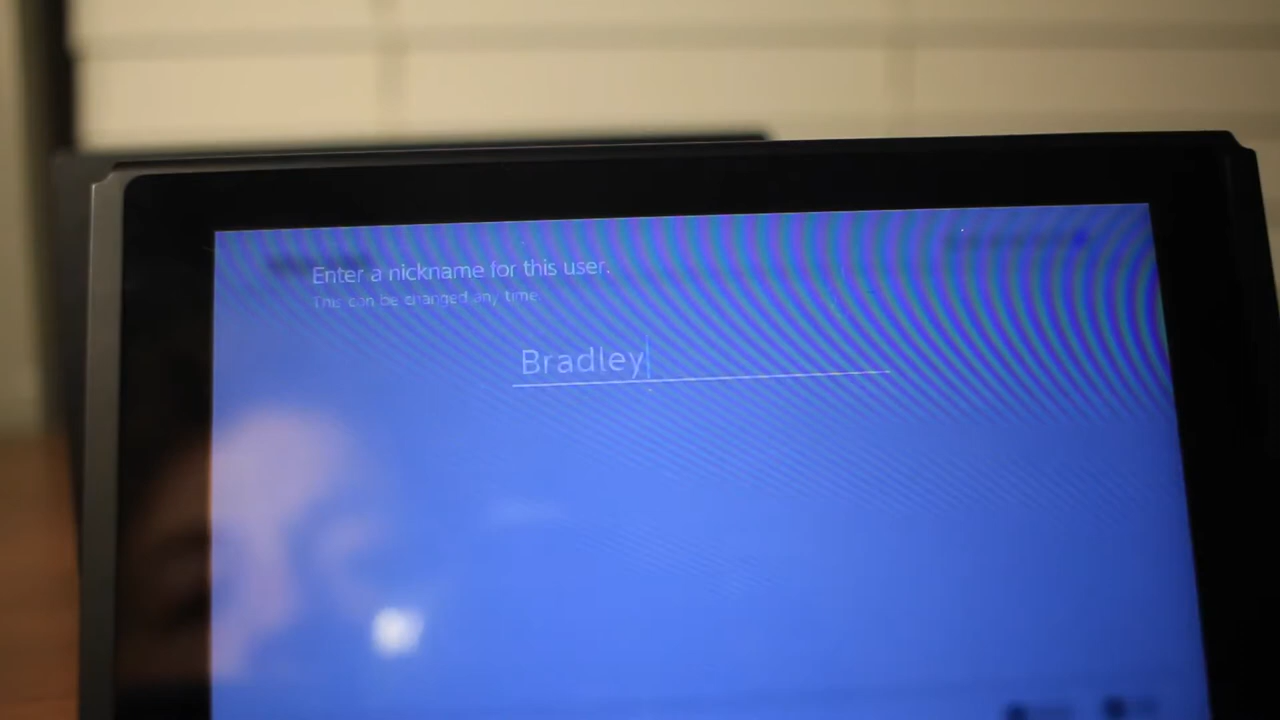 Enter a nickname for this user.
This can be changed any time.
Bradley